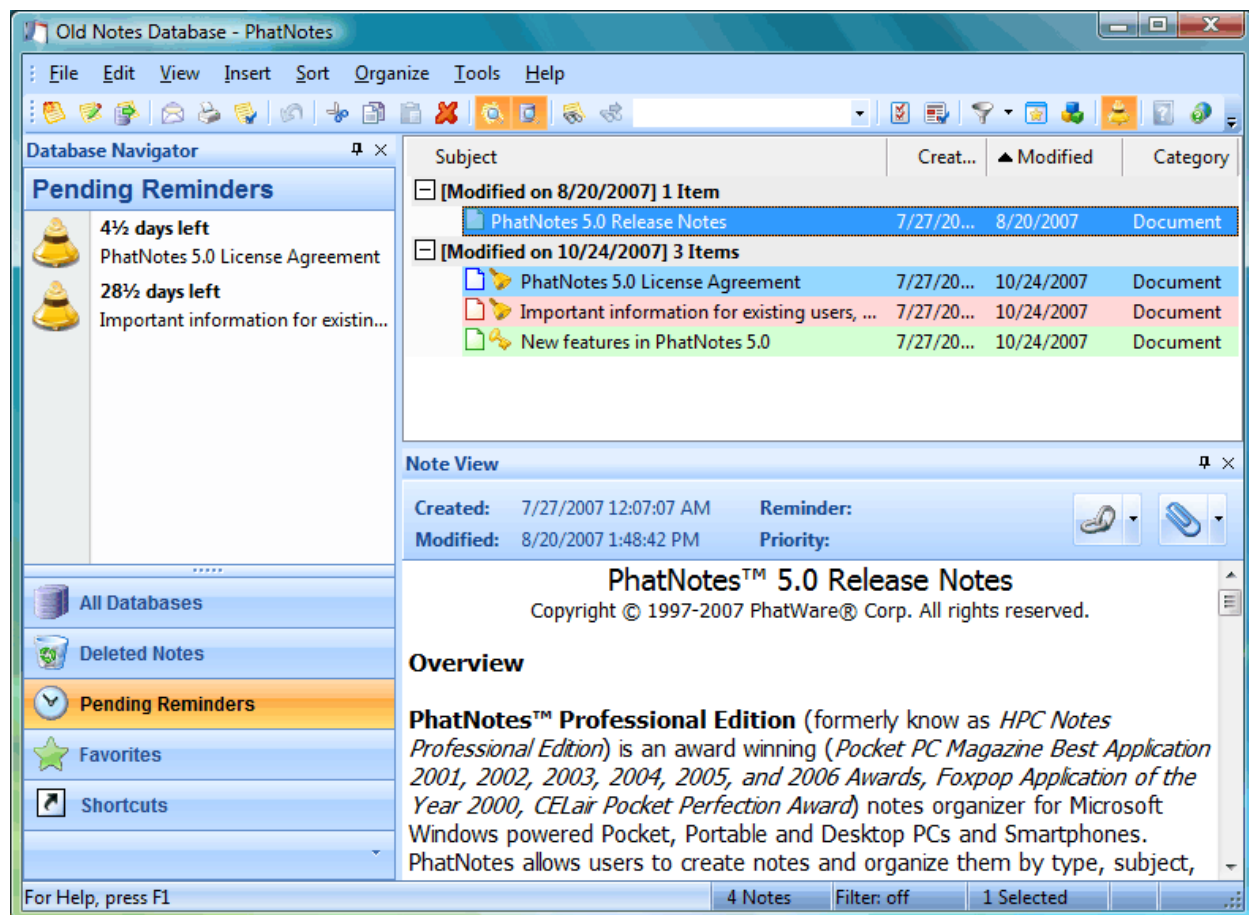 Old Notes Database - PhatNotes
File Edit View Insert Sort Organize Tools Help
Database Navigator
Pending Reminders
4½ days left
PhatNotes 5.0 License Agreement
28½ days left
Important information for existin...
All Databases
Deleted Notes
Pending Reminders
Favorites
Shortcuts
Subject Creat... Modified Category
[Modified on 8/20/2007] 1 Item
PhatNotes 5.0 Release Notes 7/27/20... 8/20/2007 Document
[Modified on 10/24/2007] 3 Items
PhatNotes 5.0 License Agreement 7/27/20... 10/24/2007 Document
Important information for existing users, ... 7/27/20... 10/24/2007 Document
New features in PhatNotes 5.0 7/27/20... 10/24/2007 Document
Note View
Created: 7/27/2007 12:07:07 AM Reminder:
Modified: 8/20/2007 1:48:42 PM Priority:
PhatNotes™ 5.0 Release Notes
Copyright © 1997-2007 PhatWare® Corp. All rights reserved.
Overview
PhatNotes™ Professional Edition (formerly know as HPC Notes
Professional Edition) is an award winning (Pocket PC Magazine Best Application
2001, 2002, 2003, 2004, 2005, and 2006 Awards, Foxpop Application of the
Year 2000, CELair Pocket Perfection Award) notes organizer for Microsoft
Windows powered Pocket, Portable and Desktop PCs and Smartphones.
PhatNotes allows users to create notes and organize them by type, subject,
For Help, press F1 4 Notes Filter: off 1 Selected